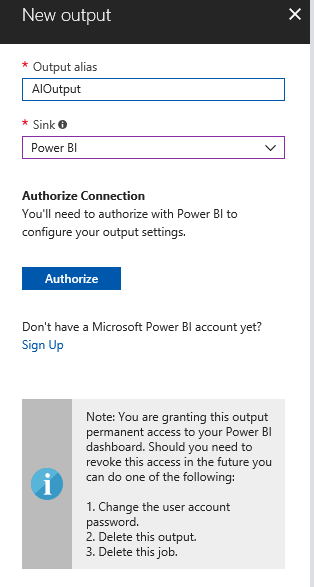 New output
* Output alias
AIOutput
* Sink
Power BI
Authorize Connection
You'll need to authorize with Power BI to
configure your output settings.
Authorize
Don't have a Microsoft Power BI account yet?
Sign Up
Note: You are granting this output
permanent access to your Power BI
dashboard. Should you need to
revoke this access in the future you
can do one of the following:
1. Change the user account
password.
2. Delete this output.
3. Delete this job.